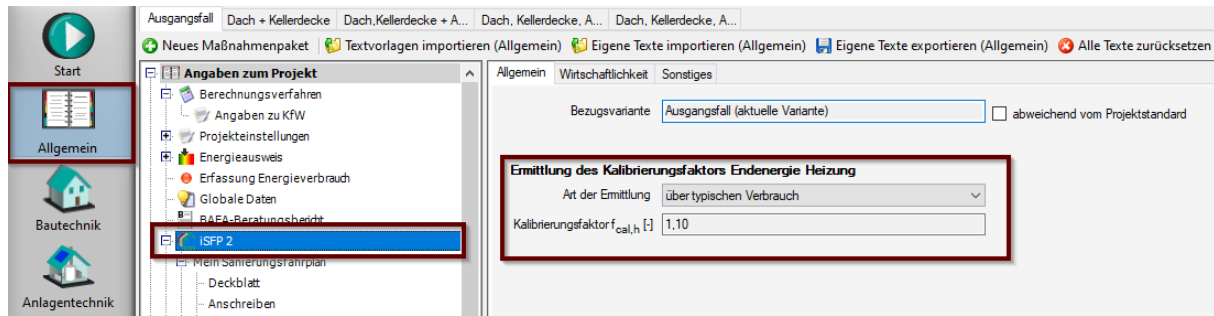 Ausgangsfall Dach + Kellerdecke Dach,Kellerdecke + A... Dach, Kellerdecke, A... Dach, Kellerdecke, A...
Neues Maßnahmenpaket Textvorlagen importieren (Allgemein) Eigene Texte importieren (Allgemein) Eigene Texte exportieren (Allgemein) Alle Texte zurücksetzen
Start
Allgemein
Bautechnik
Anlagentechnik
Angaben zum Projekt
Berechnungsverfahren
Angaben zu KfW
Projekteinstellungen
Energieausweis
Erfassung Energieverbrauch
Globale Daten
BAFA-Beratungsbericht
iSFP 2
Mein Sanierungsfahrplan
Deckblatt
Anschreiben
Allgemein Wirtschaftlichkeit Sonstiges
Bezugsvariante Ausgangsfall (aktuelle Variante) abweichend vom Projektstandard
Ermittlung des Kalibrierungsfaktors Endenergie Heizung
Art der Ermittlung über typischen Verbrauch
Kalibrierungsfaktor f cal,h [-] 1,10